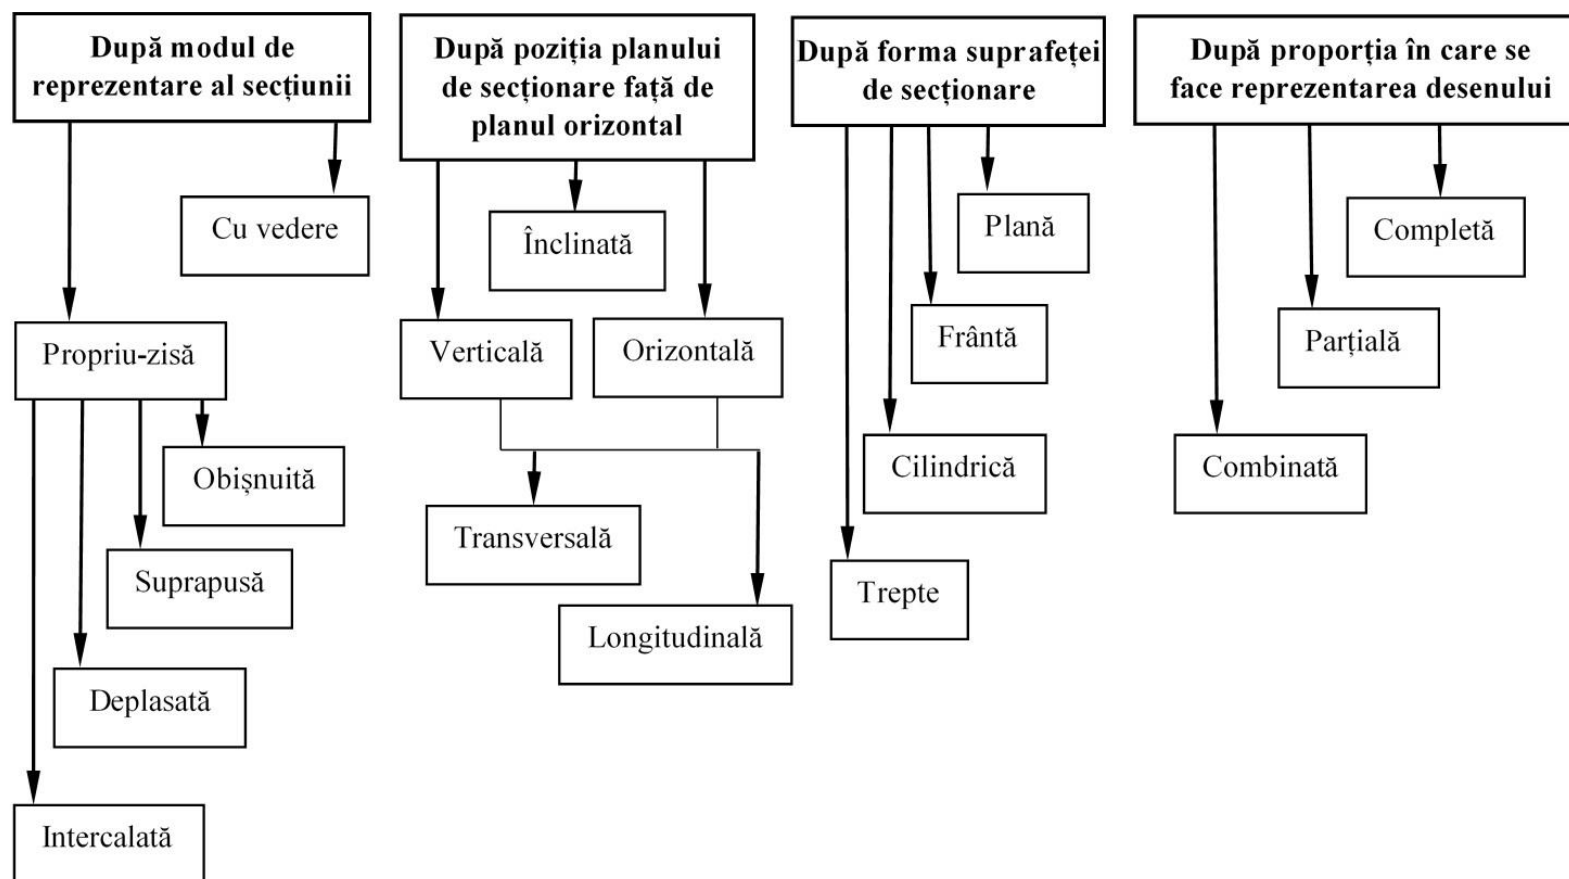 După modul de
reprezentare al secțiunii
Cu vedere
Propriu-zisă
Obișnuită
Suprapusă
Deplasată
Intercalată
După poziția planului
de secționare față de
planul orizontal
Înclinată
Verticală
Orizontală
Transversală
Longitudinală
După forma suprafeței
de secționare
Plană
Frântă
Cilindrică
Trepte
După proporția în care se
face reprezentarea desenului
Completă
Parțială
Combinată